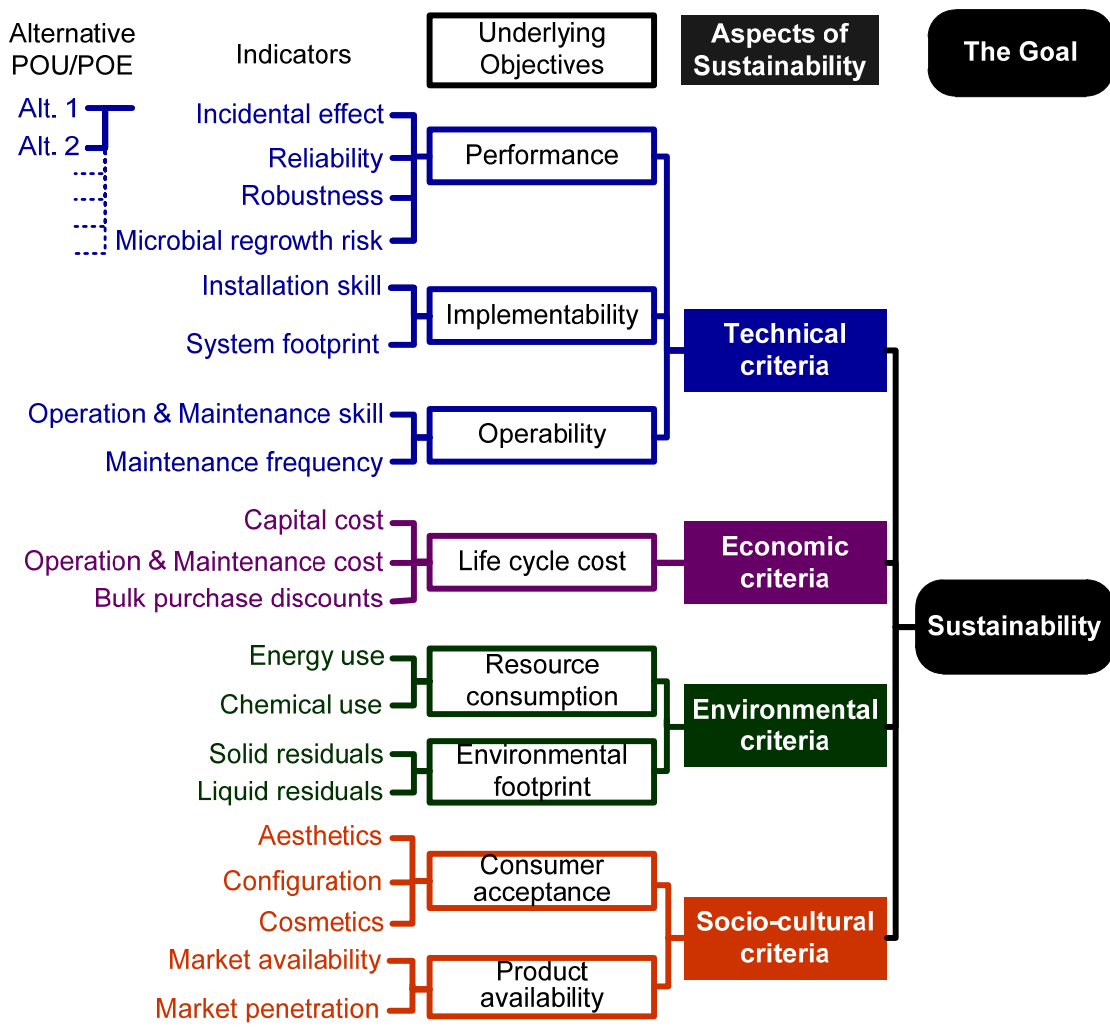 Alternative
POU/POE
Indicators
Underlying
Objectives
Aspects of
Sustainability
The Goal
Alt. 1
Alt. 2
Incidental effect
Reliability
Robustness
Microbial regrowth risk
Performance
Installation skill
System footprint
Implementability
Operation & Maintenance skill
Maintenance frequency
Operability
Technical
criteria
Capital cost
Operation & Maintenance cost
Bulk purchase discounts
Life cycle cost
Economic
criteria
Energy use
Chemical use
Resource
consumption
Solid residuals
Liquid residuals
Environmental
footprint
Environmental
criteria
Aesthetics
Configuration
Cosmetics
Consumer
acceptance
Market availability
Market penetration
Product
availability
Socio-cultural
criteria
Sustainability